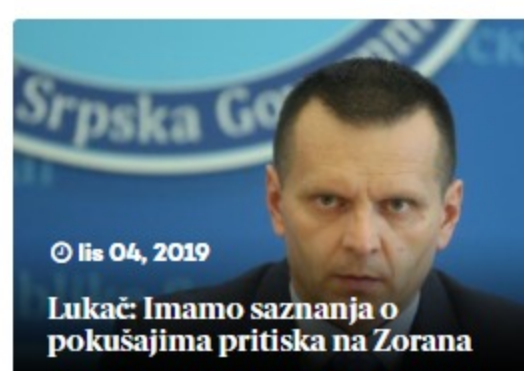 Srpska Go
lis 04, 2019
Lukač: Imamo saznanja o
pokušajima pritiska na Zorana